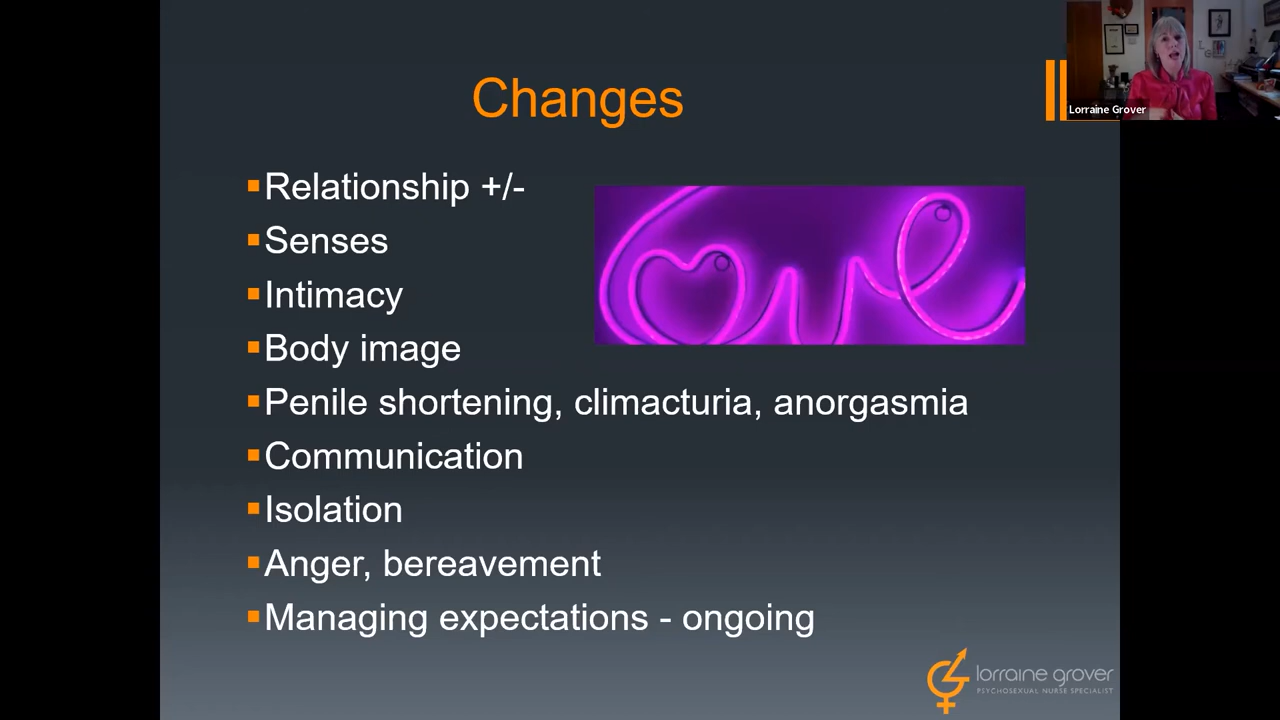 Changes
Lorraine Grover
Relationship +/-
Senses
love
Intimacy
Body image
Penile shortening, climacturia, anorgasmia
Communication
Isolation
Anger, bereavement
Managing expectations - ongoing
lorraine grover
PSYCHOSEXUAL NURSE SPECIALIST